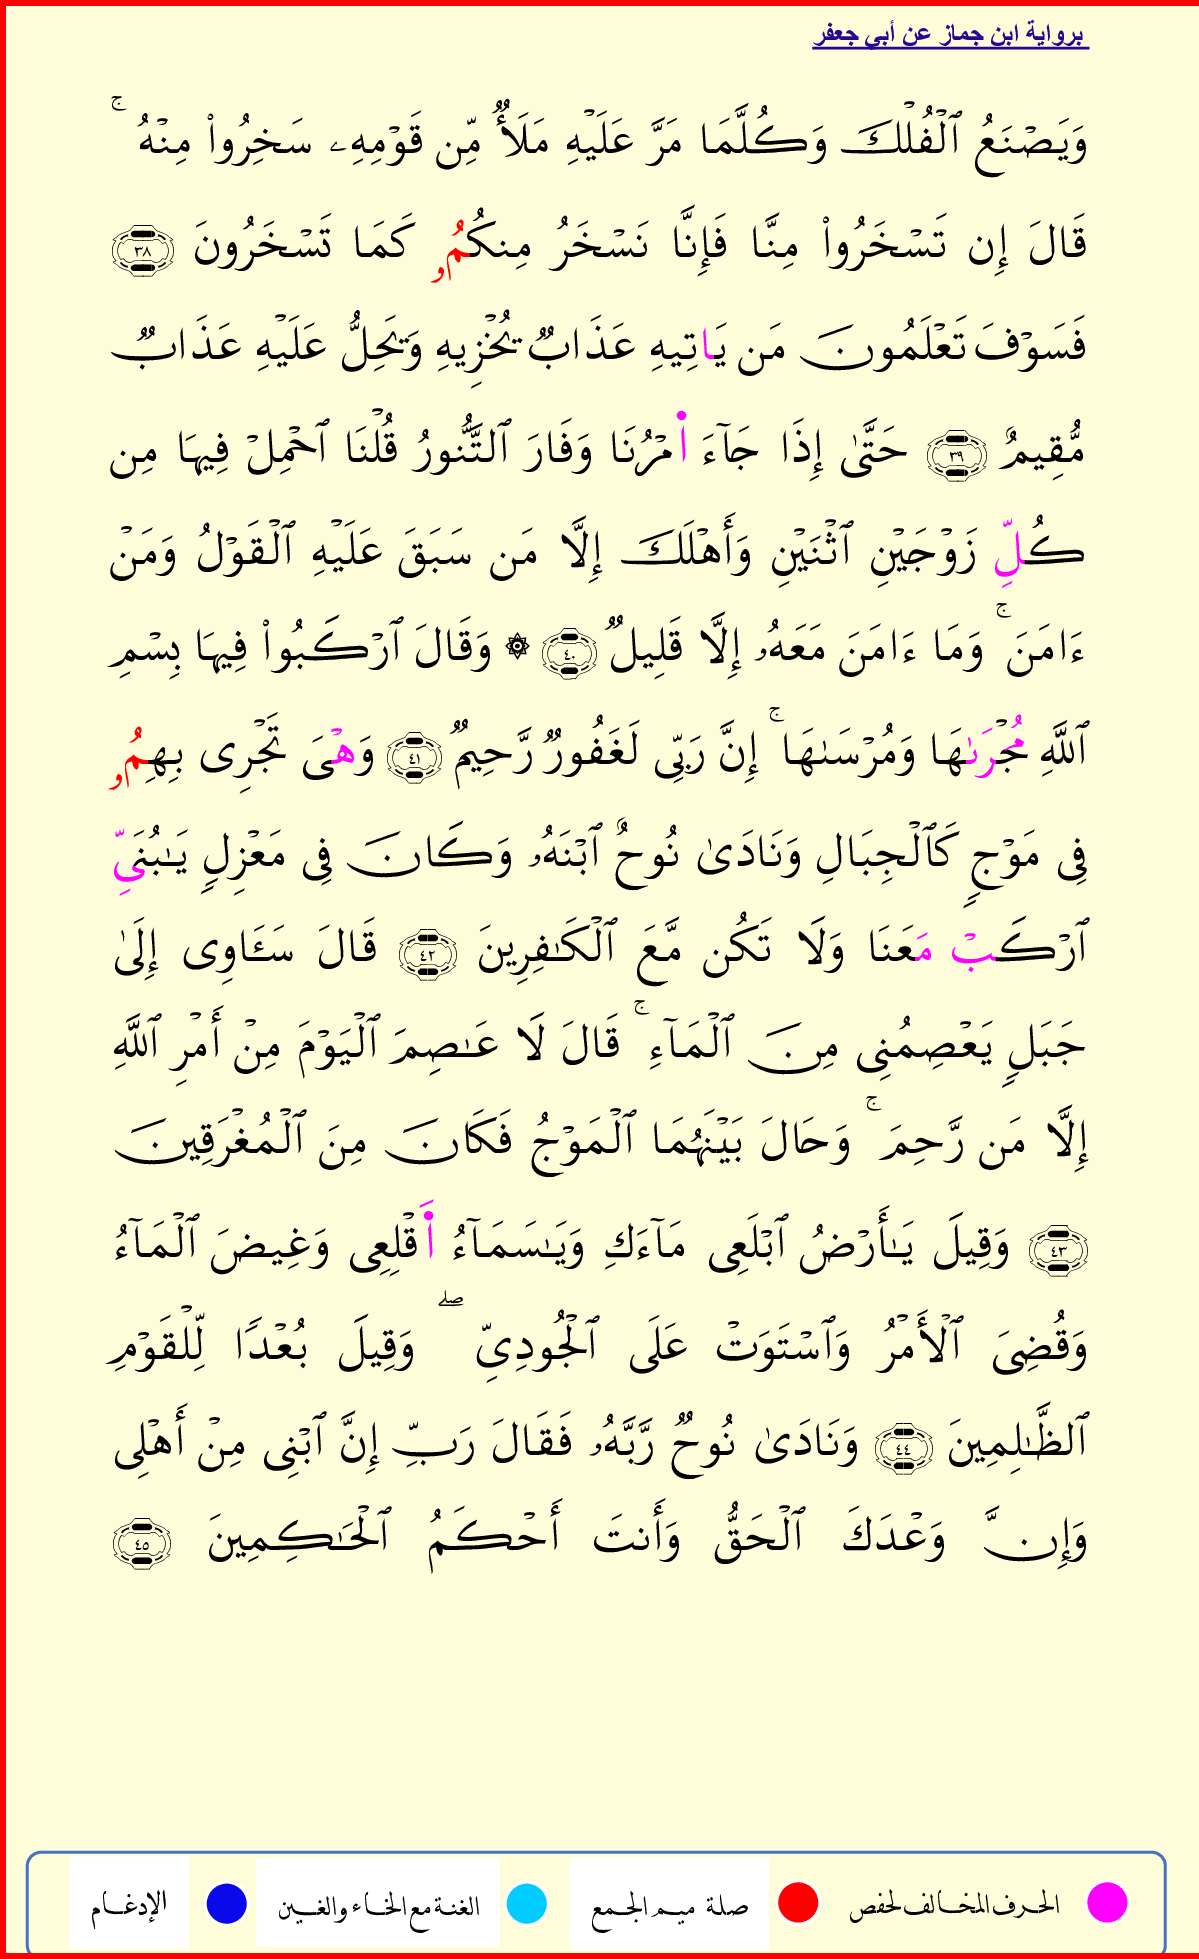 برواية ابن جماز عن أبي جعفر
وَيَصۡنَعُ ٱلۡفُلۡكَ وَكُلَّمَا مَرَّ عَلَيۡهِ مَلَأٞ مِّن قَوۡمِهِۦ سَخِرُواْ مِنۡهُۚ
قَالَ إِن تَسۡخَرُواْ مِنَّا فَإِنَّا نَسۡخَرُ مِنكُمُۥ كَمَا تَسۡخَرُونَ ٣٨
فَسَوۡفَ تَعۡلَمُونَ مَن يَاتِيهِ عَذَابٞ يُخۡزِيهِ وَيَحِلُّ عَلَيۡهِ عَذَابٞ
مُّقِيمٌ ٣٩ حَتَّىٰ إِذَا جَآءَ ا۬مۡرُنَا وَفَارَ ٱلتَّنُّورُ قُلۡنَا ٱحۡمِلۡ فِيهَا مِن
كُلِّ زَوۡجَيۡنِ ٱثۡنَيۡنِ وَأَهۡلَكَ إِلَّا مَن سَبَقَ عَلَيۡهِ ٱلۡقَوۡلُ وَمَنۡ
ءَامَنَۚ وَمَا ءَامَنَ مَعَهُۥ إِلَّا قَلِيلٞ ٤٠ ۞ وَقَالَ ٱرۡكَبُواْ فِيهَا بِسۡمِ
ٱللَّهِ مُجۡرَىٰهَا وَمُرۡسَىٰهَاۚ إِنَّ رَبِّي لَغَفُورٞ رَّحِيمٞ ٤١ وَهۡيَ تَجۡرِي بِهِمُۥ
فِي مَوۡجٖ كَٱلۡجِبَالِ وَنَادَىٰ نُوحٌ ٱبۡنَهُۥ وَكَانَ فِي مَعۡزِلٖ يَٰبُنَيِّ
ٱرۡكَبۡ مَعَنَا وَلَا تَكُن مَّعَ ٱلۡكَٰفِرِينَ ٤٢ قَالَ سَـَٔاوِي إِلَىٰ
جَبَلٖ يَعۡصِمُنِي مِنَ ٱلۡمَآءِۚ قَالَ لَا عَاصِمَ ٱلۡيَوۡمَ مِنۡ أَمۡرِ ٱللَّهِ
إِلَّا مَن رَّحِمَۚ وَحَالَ بَيۡنَهُمَا ٱلۡمَوۡجُ فَكَانَ مِنَ ٱلۡمُغۡرَقِينَ
٤٣ وَقِيلَ يَٰٓأَرۡضُ ٱبۡلَعِي مَآءَكِ وَيَٰسَمَآءُ أَ۬قۡلِعِي وَغِيضَ ٱلۡمَآءُ
وَقُضِيَ ٱلۡأَمۡرُ وَٱسۡتَوَتۡ عَلَى ٱلۡجُودِيِّۖ وَقِيلَ بُعۡدٗا لِّلۡقَوۡمِ
ٱلظَّٰلِمِينَ ٤٤ وَنَادَىٰ نُوحٞ رَّبَّهُۥ فَقَالَ رَبِّ إِنَّ ٱبۡنِي مِنۡ أَهۡلِي
وَإِنَّ وَعۡدَكَ ٱلۡحَقُّ وَأَنتَ أَحۡكَمُ ٱلۡحَٰكِمِينَ ٤٥
الحرف المخالف لحفص صلة ميم الجمع الغنة مع الخاء والغين الإدغام